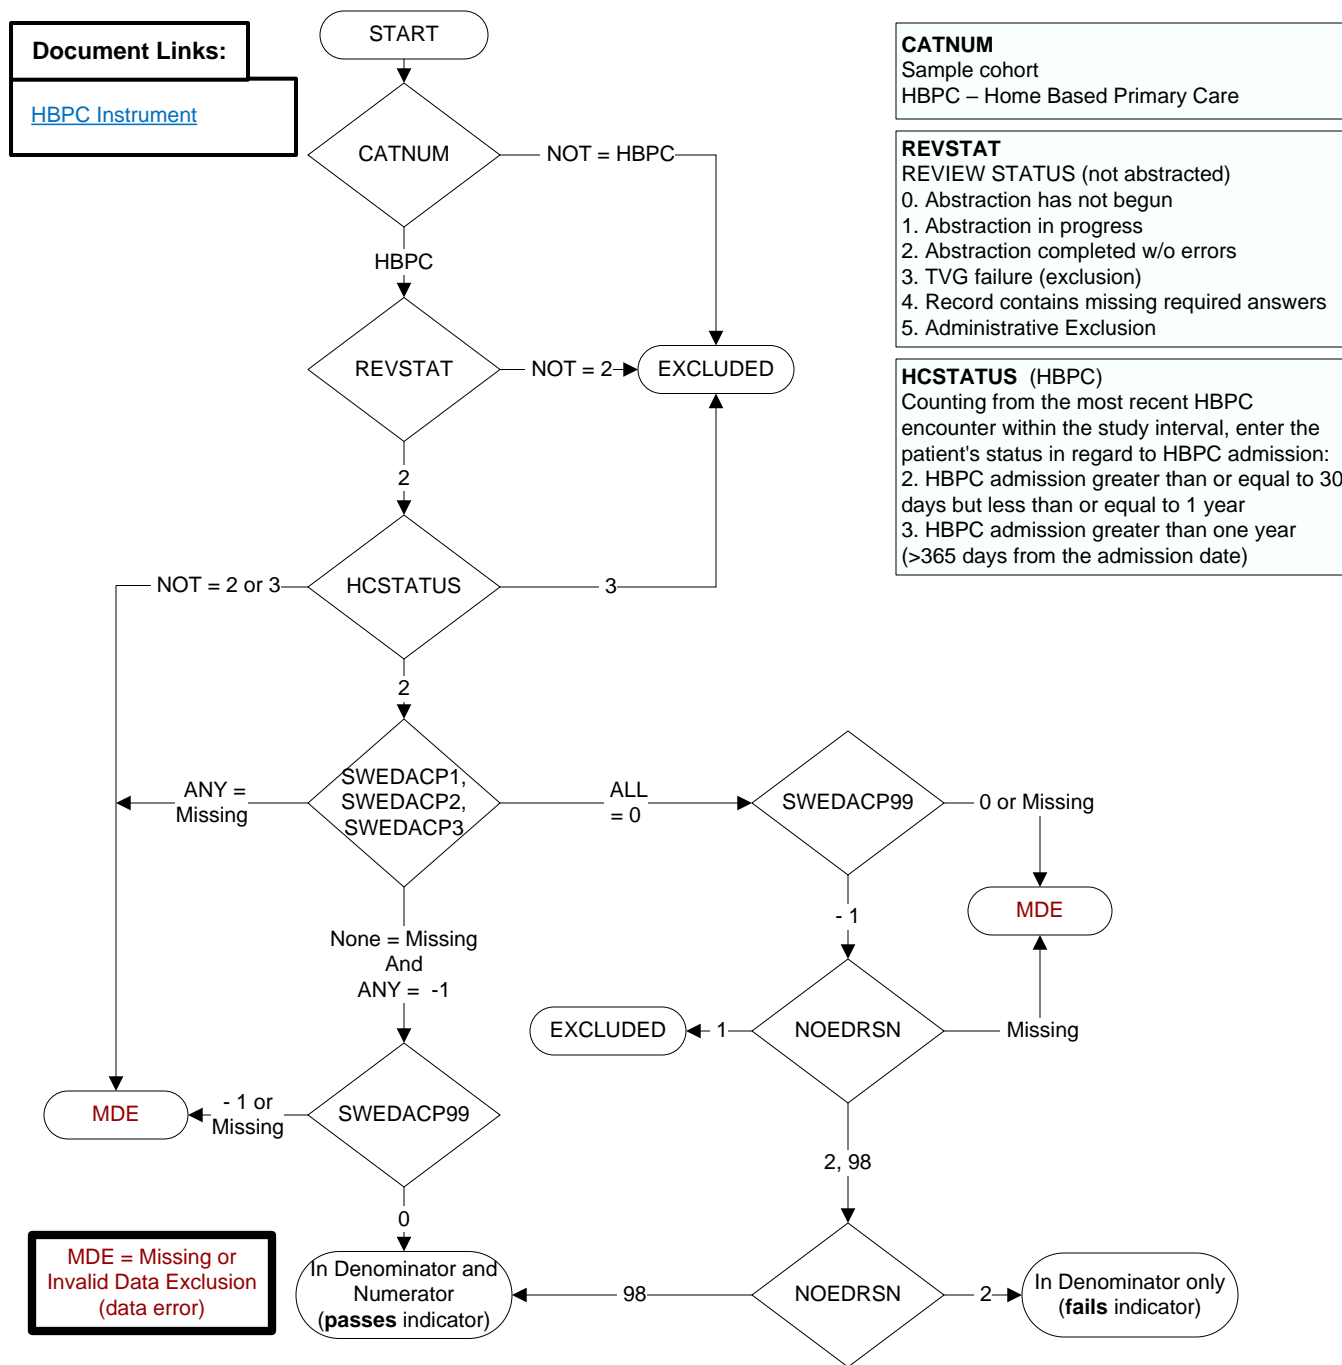 START
Document Links:
HBPC Instrument
CATNUM
NOT = HBPC
HBPC
REVSTAT
NOT = 2
EXCLUDED
2
HCSTATUS
NOT = 2 or 3
3
2
SWEDACP1,
SWEDACP2,
SWEDACP3
ANY =
Missing
ALL
= 0
SWEDACP99
0 or Missing
MDE
- 1
None = Missing
And
ANY = -1
NOEDRSN
1
EXCLUDED
Missing
SWEDACP99
- 1 or
Missing
MDE
2, 98
0
NOEDRSN
98
2
In Denominator and
Numerator
(passes indicator)
In Denominator only
(fails indicator)
MDE = Missing or
Invalid Data Exclusion
(data error)
CATNUM
Sample cohort
HBPC – Home Based Primary Care
REVSTAT
REVIEW STATUS (not abstracted)
0. Abstraction has not begun
1. Abstraction in progress
2. Abstraction completed w/o errors
3. TVG failure (exclusion)
4. Record contains missing required answers
5. Administrative Exclusion
HCSTATUS (HBPC)
Counting from the most recent HBPC
encounter within the study interval, enter the
patient's status in regard to HBPC admission:
2. HBPC admission greater than or equal to 30
days but less than or equal to 1 year
3. HBPC admission greater than one year
(>365 days from the admission date)